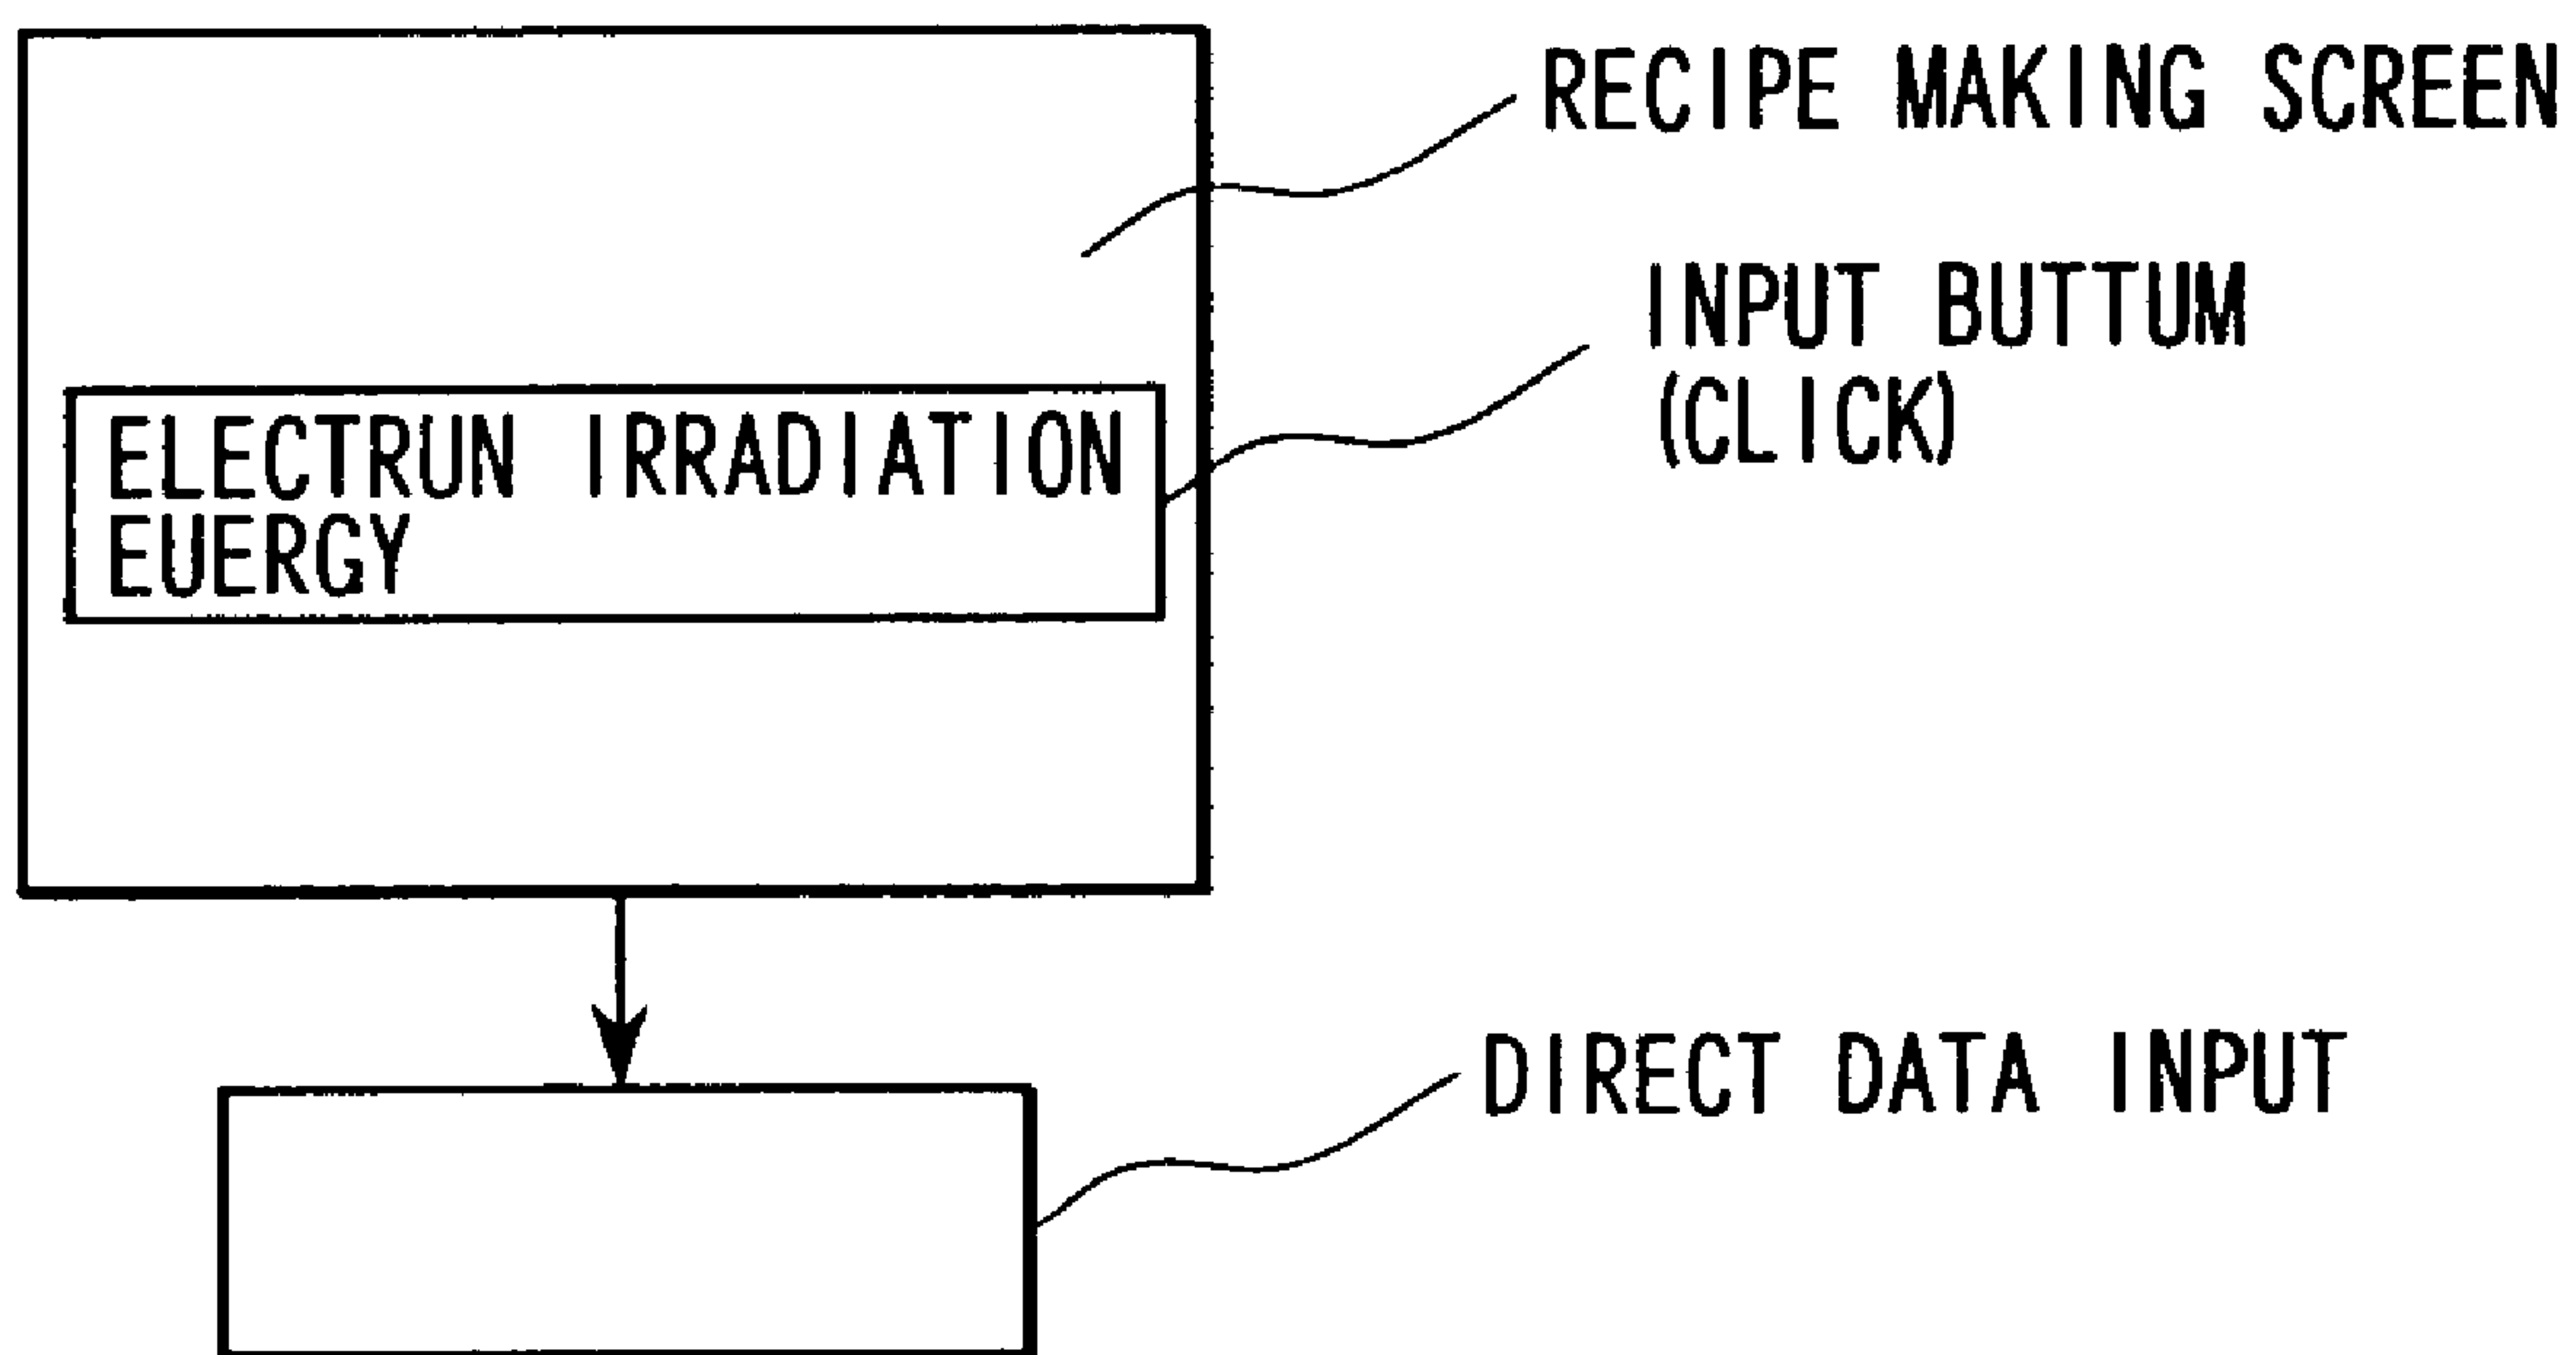 RECIPE MAKING SCREEN
INPUT BUTTUM
(CLICK)
ELECTRUN IRRADIATION
EUERGY
DIRECT DATA INPUT